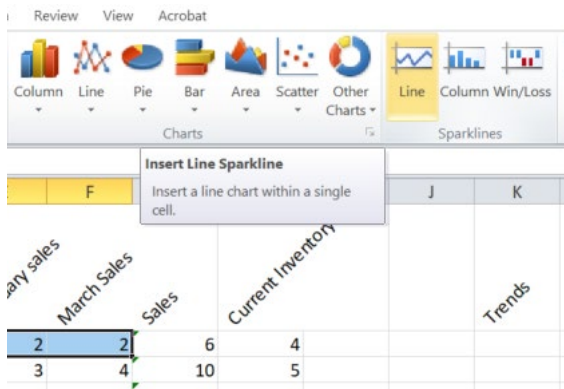 Review View Acrobat
Column Line Pie Bar Area Scatter Other Charts Line Column Win/Loss
Charts Sparklines
Insert Line Sparkline
Insert a line chart within a single
cell.
F J K
March Sales Sales Current Inventory Trends
2 2 6 4
3 4 10 5